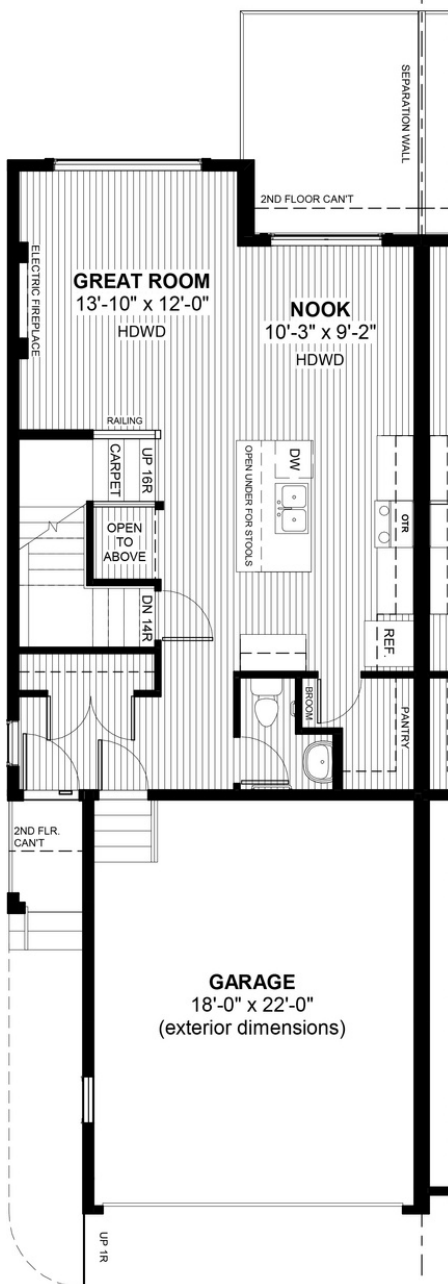 SEPARATION WALL
2ND FLOOR CAN'T
ELECTRIC FIREPLACE
GREAT ROOM
13'-10" x 12'-0"
HDWD
NOOK
10'-3" x 9'-2"
HDWD
RAILING
CARPET
UP 16R
OPEN UNDER FOR STOOLS
DW
OTR
OPEN
TO
ABOVE
DN 14R
REF.
BROOM
PANTRY
2ND FLR.
CAN'T
GARAGE
18'-0" x 22'-0"
(exterior dimensions)
UP 1R